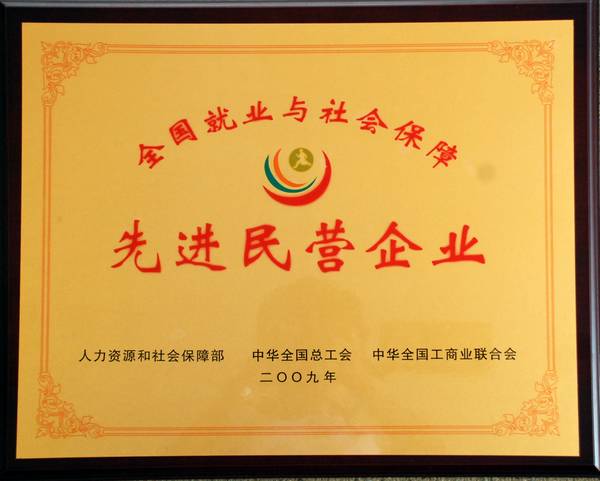 全国就业与社会保障
先进民营企业
人力资源和社会保障部 中华全国总工会 中华全国工商业联合会
二〇〇九年